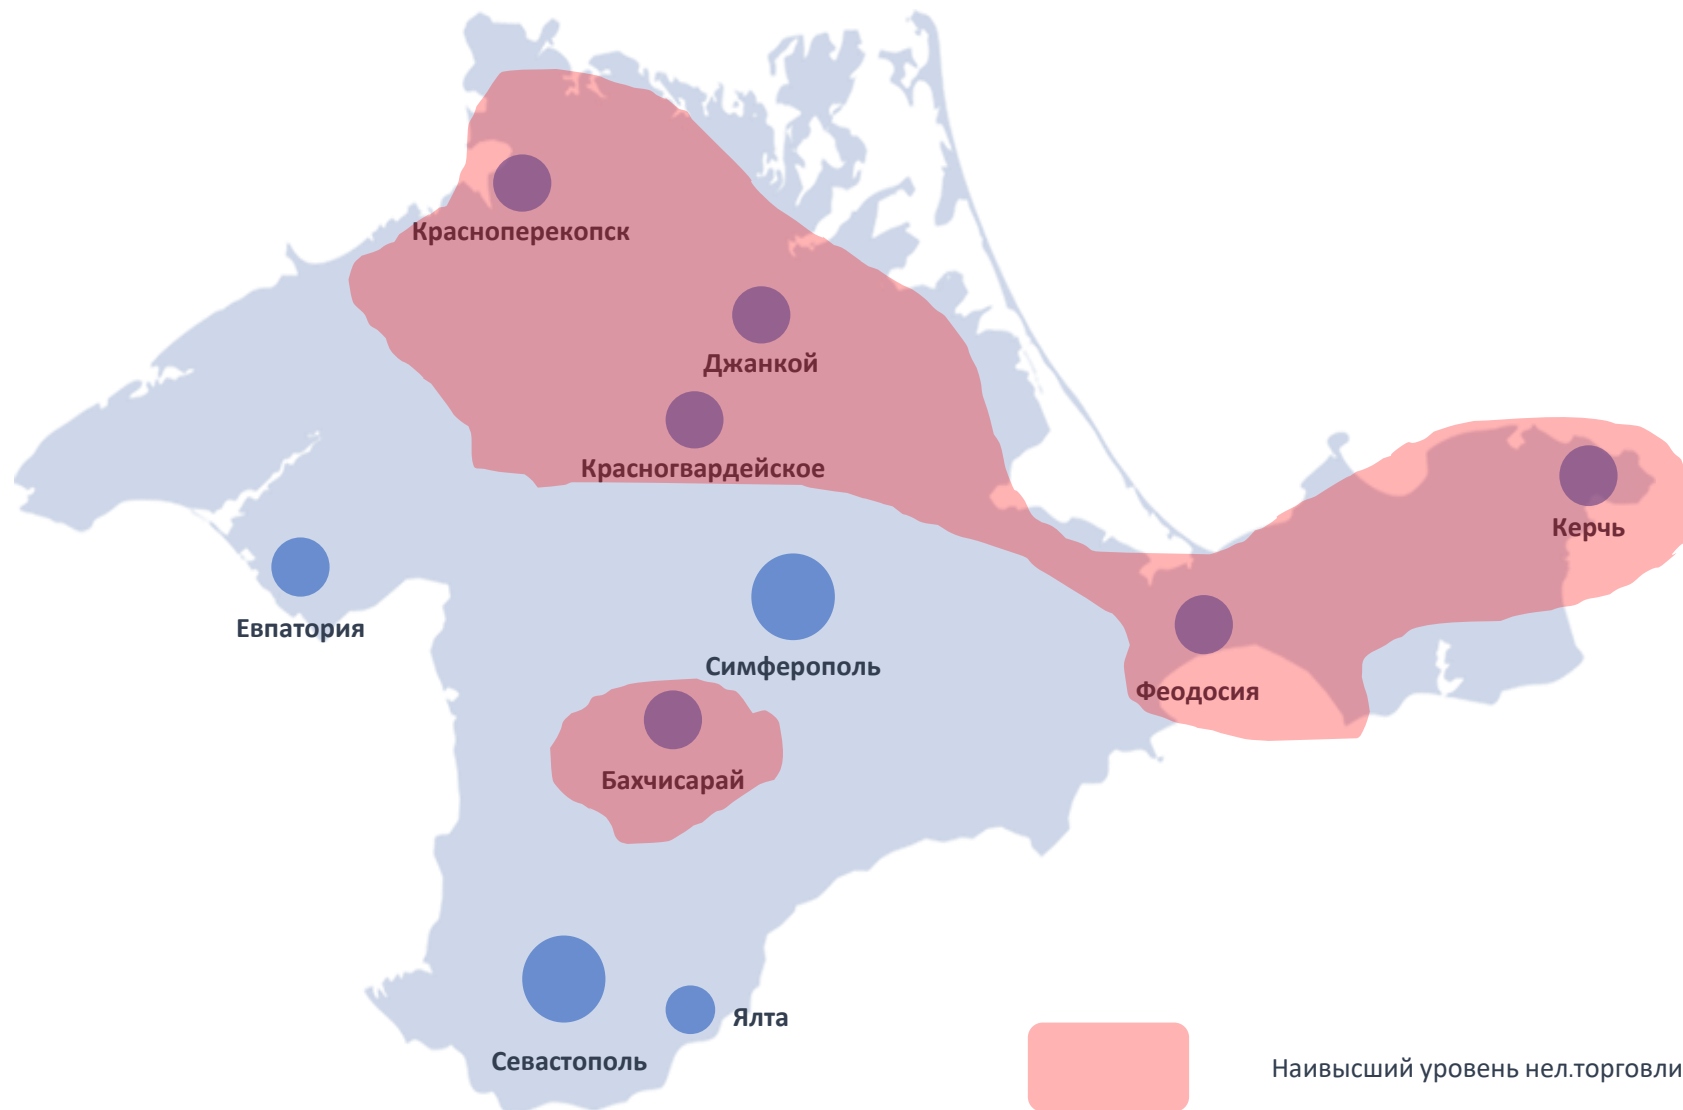 Красноперекопск
Джанкой
Красногвардейское
Керчь
Евпатория
Симферополь
Феодосия
Бахчисарай
Ялта
Севастополь
Наивысший уровень нел.торговли